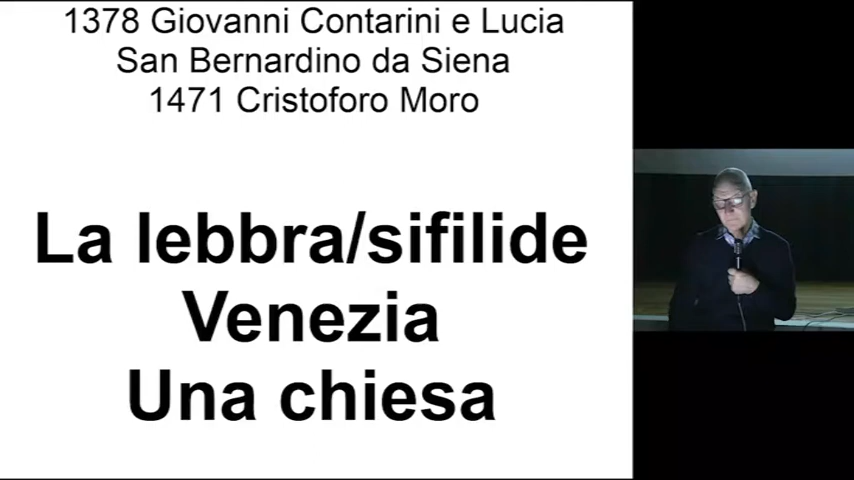 1378 Giovanni Contarini e Lucia
San Bernardino da Siena
1471 Cristoforo Moro
La lebbra/sifilide
Venezia
Una chiesa